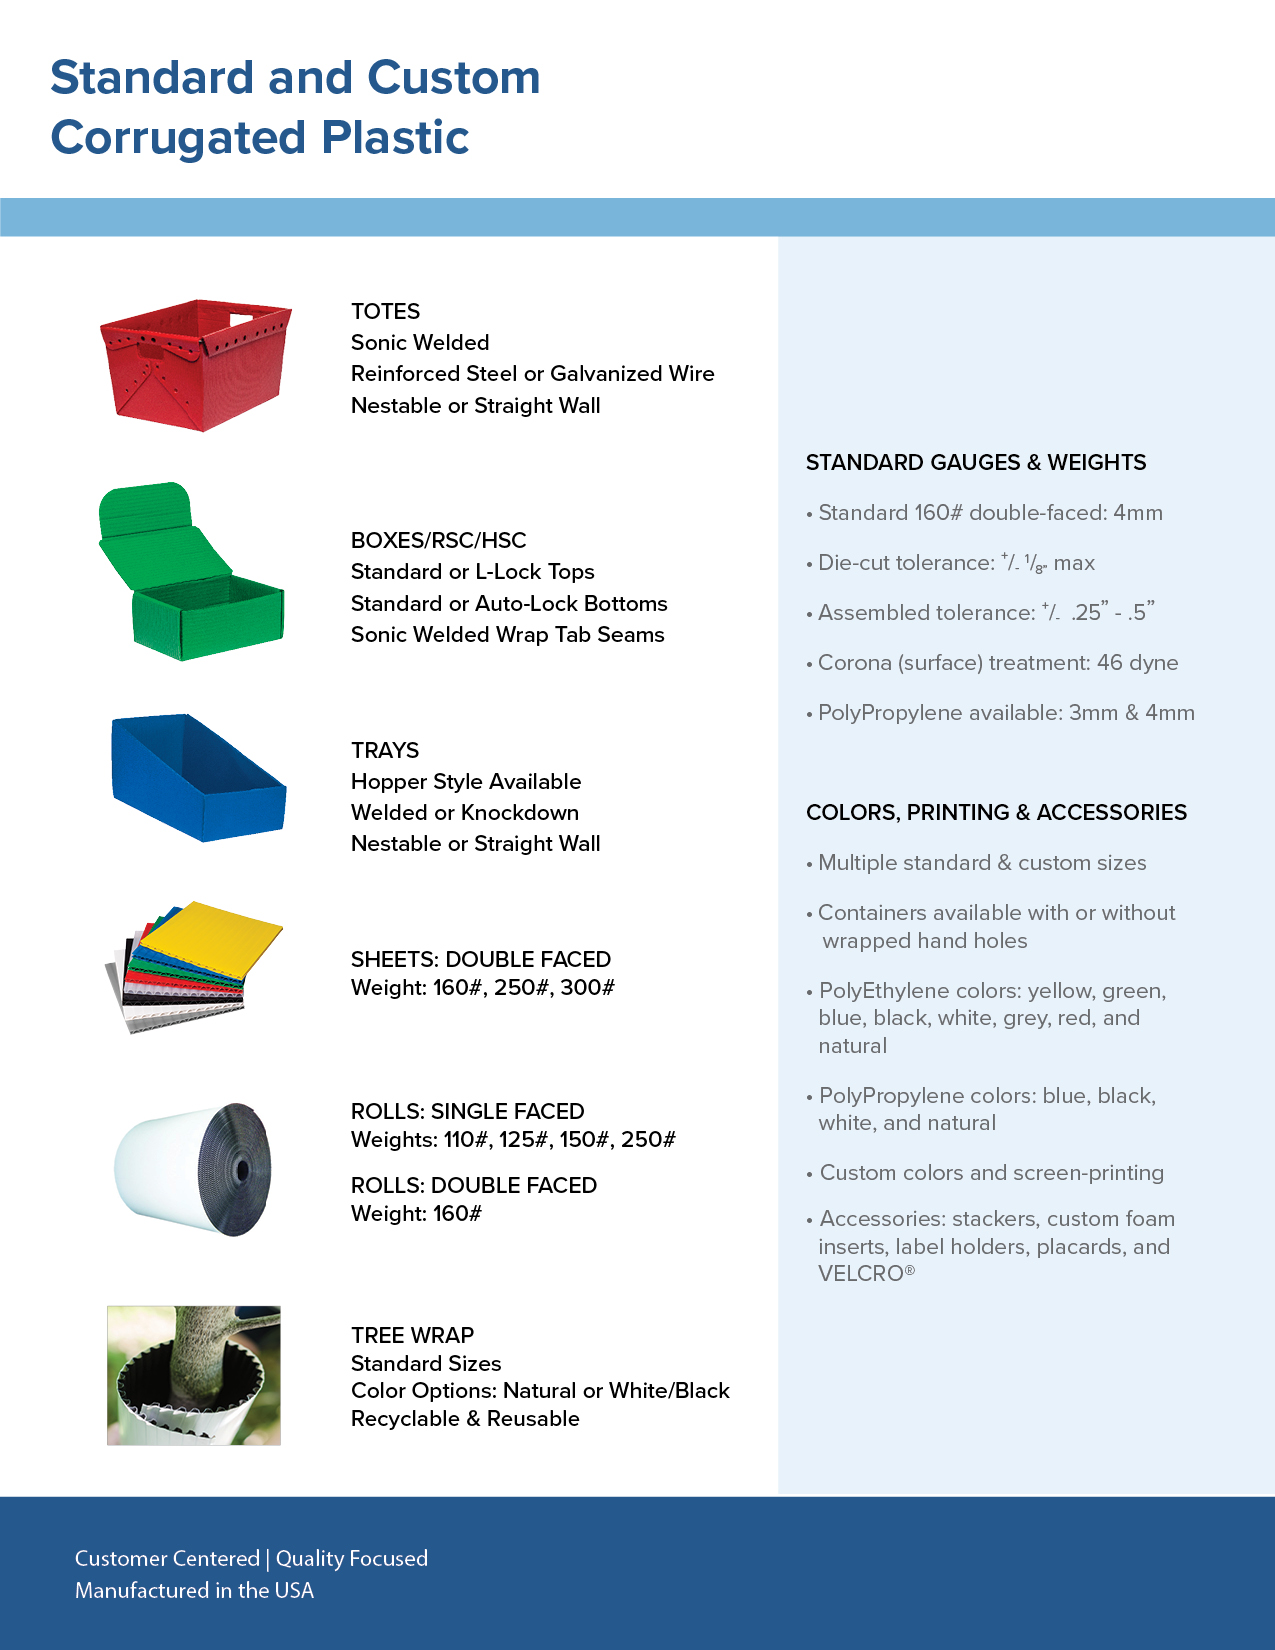 Standard and Custom
Corrugated Plastic
TOTES
Sonic Welded
Reinforced Steel or Galvanized Wire
Nestable or Straight Wall
BOXES/RSC/HSC
Standard or L-Lock Tops
Standard or Auto-Lock Bottoms
Sonic Welded Wrap Tab Seams
TRAYS
Hopper Style Available
Welded or Knockdown
Nestable or Straight Wall
SHEETS: DOUBLE FACED
Weight: 160#, 250#, 300#
ROLLS: SINGLE FACED
Weights: 110#, 125#, 150#, 250#
ROLLS: DOUBLE FACED
Weight: 160#
TREE WRAP
Standard Sizes
Color Options: Natural or White/Black
Recyclable & Reusable
STANDARD GAUGES & WEIGHTS
• Standard 160# double-faced: 4mm
• Die-cut tolerance: +/- 1/8” max
• Assembled tolerance: +/- .25” - .5”
• Corona (surface) treatment: 46 dyne
• PolyPropylene available: 3mm & 4mm
COLORS, PRINTING & ACCESSORIES
• Multiple standard & custom sizes
• Containers available with or without
wrapped hand holes
• PolyEthylene colors: yellow, green,
blue, black, white, grey, red, and
natural
• PolyPropylene colors: blue, black,
white, and natural
• Custom colors and screen-printing
• Accessories: stackers, custom foam
inserts, label holders, placards, and
VELCRO®
Customer Centered | Quality Focused
Manufactured in the USA